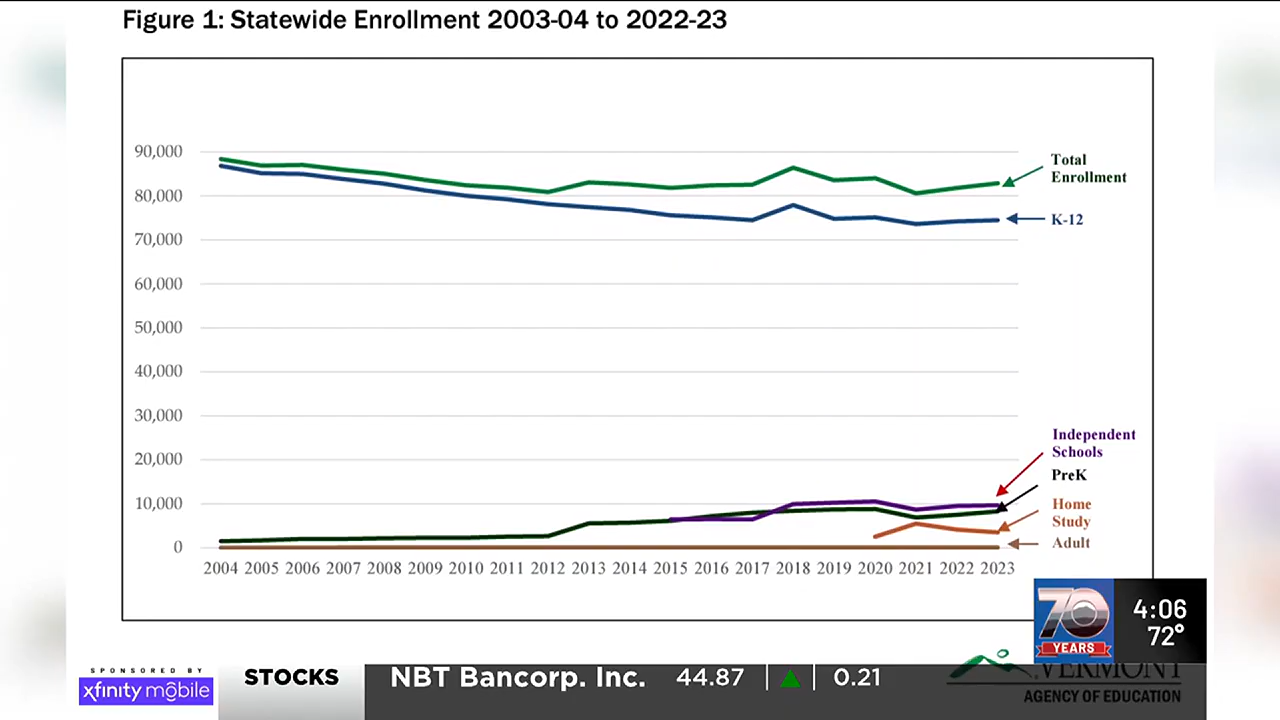 Figure 1: Statewide Enrollment 2003-04 to 2022-23
90,000
80,000
70,000
60,000
50,000
40,000
30,000
20,000
10,000
0
Total
Enrollment
K-12
Independent
Schools
PreK
Home
Study
Adult
2004 2005 2006 2007 2008 2009 2010 2011 2012 2013 2014 2015 2016 2017 2018 2019 2020 2021 2022 2023
70
YEARS
4:06
72°
SPONSORED BY
xfinity mobile
STOCKS
NBT Bancorp. Inc. 44.87 0.21
VERMONT
AGENCY OF EDUCATION